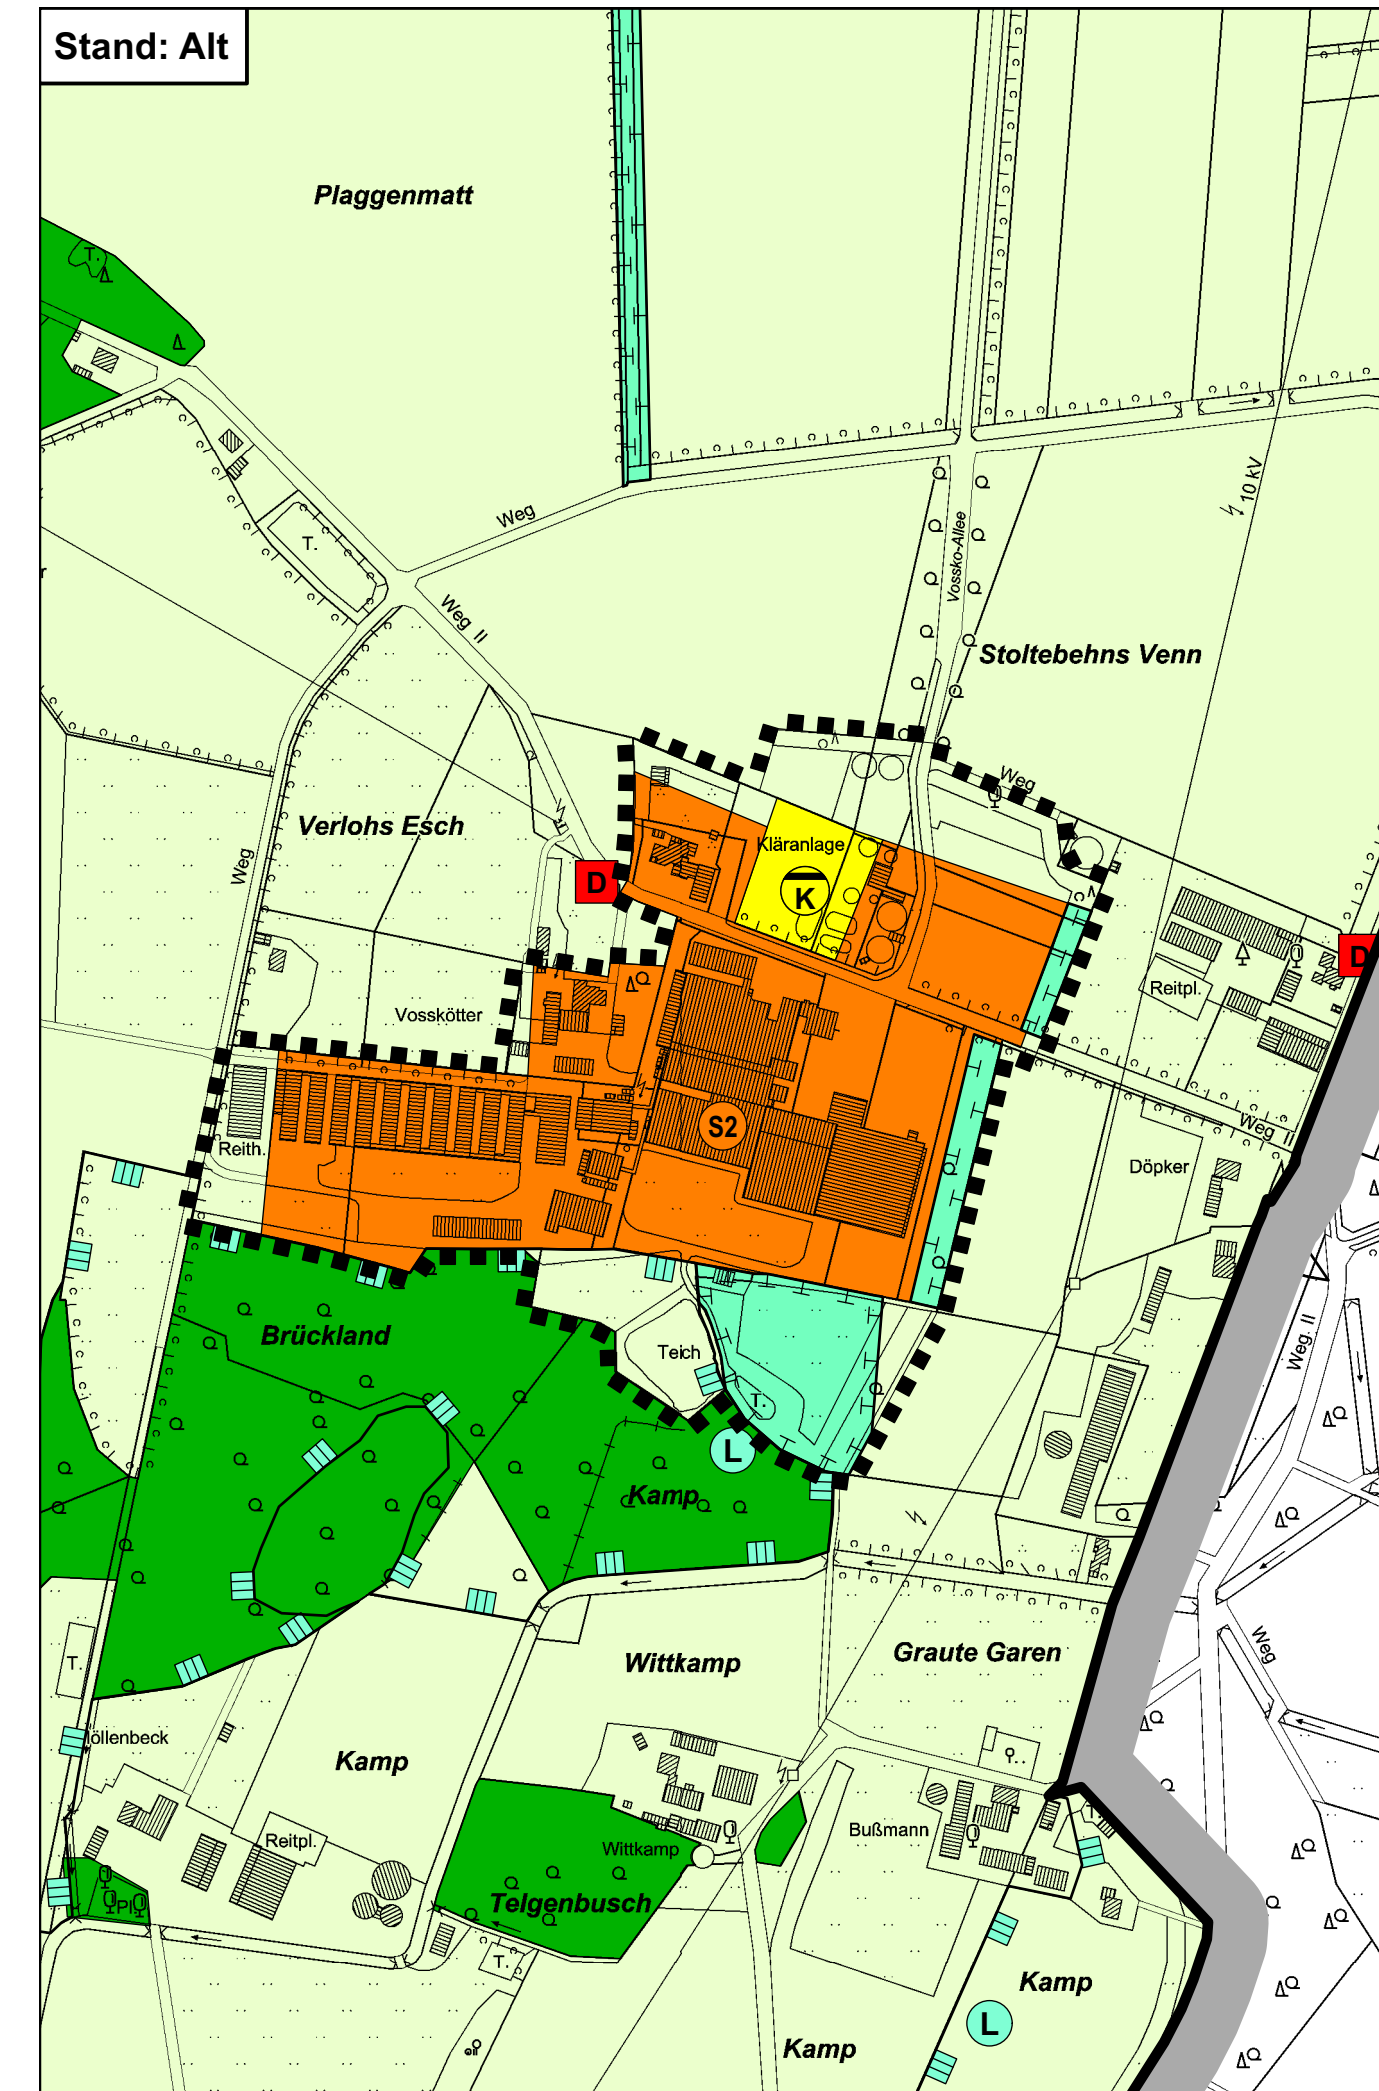 Stand: Alt
Plaggenmatt
T.
Weg
10 kV
T.
Vossko-Allee
Weg II
Stoltebehns Venn
Weg
Verlohs Esch
Kläranlage
Weg
D
K
D
Reitpl.
Vosskötter
S2
Reith.
Weg II
Döpker
Brückland
Teich
Weg. II
T.
L
Kamp
Weg
Wittkamp
Graute Garen
T.
öllenbeck
Kamp
T.
Bußmann
Reitpl.
Wittkamp
Telgenbusch
Pl
T.
Kamp
L
Kamp